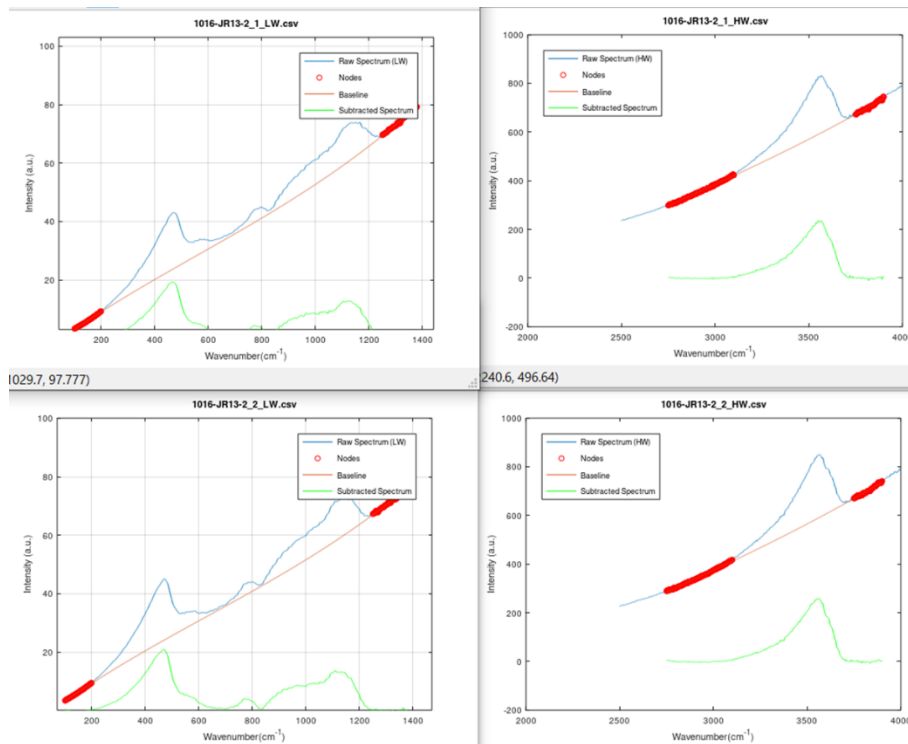 1016-JR13-2_1_LW.csv
100
80
60
40
20
Intensity (a.u.)
Raw Spectrum (LW)
Nodes
Baseline
Subtracted Spectrum
200 400 600 800 1000 1200 1400
Wavenumber(cm-1)
1029.7, 97.777)
1016-JR13-2_1_HW.csv
1000
800
600
400
200
0
-200
Intensity (a.u.)
Raw Spectrum (HW)
Nodes
Baseline
Subtracted Spectrum
2000 2500 3000 3500 400
Wavenumber(cm-1)
240.6, 496.64)
1016-JR13-2_2_LW.csv
100
80
60
40
20
0
Intensity (a.u.)
Raw Spectrum (LW)
Nodes
Baseline
Subtracted Spectrum
200 400 600 800 1000 1200 1400
Wavenumber(cm-1)
1016-JR13-2_2_HW.csv
1000
800
600
400
200
0
-200
Intensity (a.u.)
Raw Spectrum (HW)
Nodes
Baseline
Subtracted Spectrum
2000 2500 3000 3500 4000
Wavenumber(cm-1)